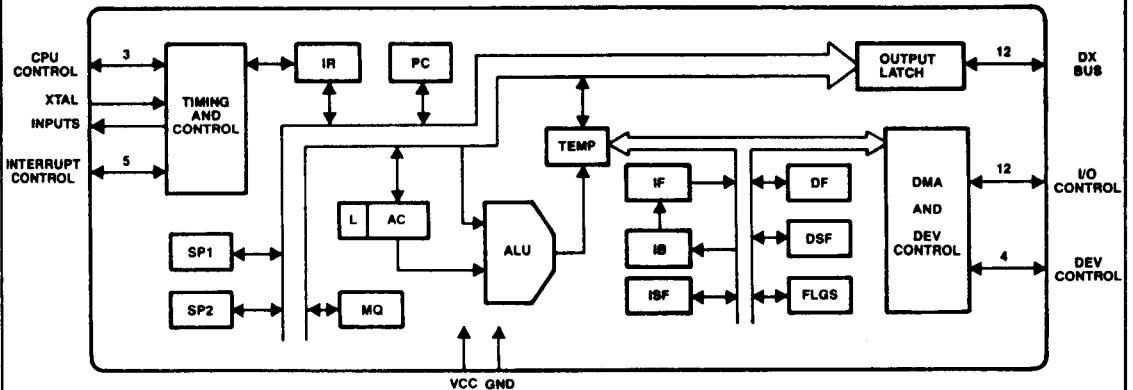 CPU
CONTROL
3
XTAL
INPUTS
INTERRUPT
CONTROL
5
TIMING
AND
CONTROL
IR
PC
OUTPUT
LATCH
12
DX
BUS
TEMP
L
AC
ALU
SP1
SP2
MQ
IF
IB
ISF
DF
DSF
FLGS
DMA
AND
DEV
CONTROL
12
I/O
CONTROL
4
DEV
CONTROL
VCC
GND